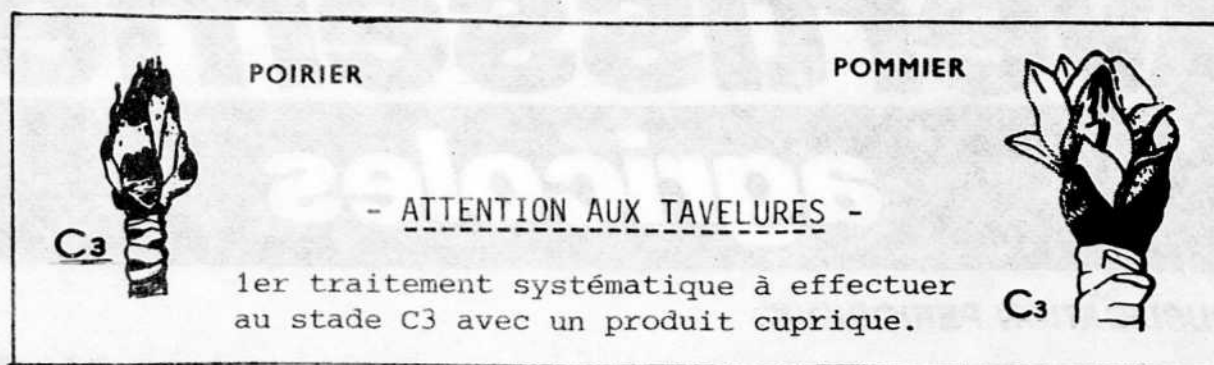 POIRIER
POMMIER
- ATTENTION AUX TAVELURES -
C3
1er traitement systématique à effectuer
au stade C3 avec un produit cuprique.
C3